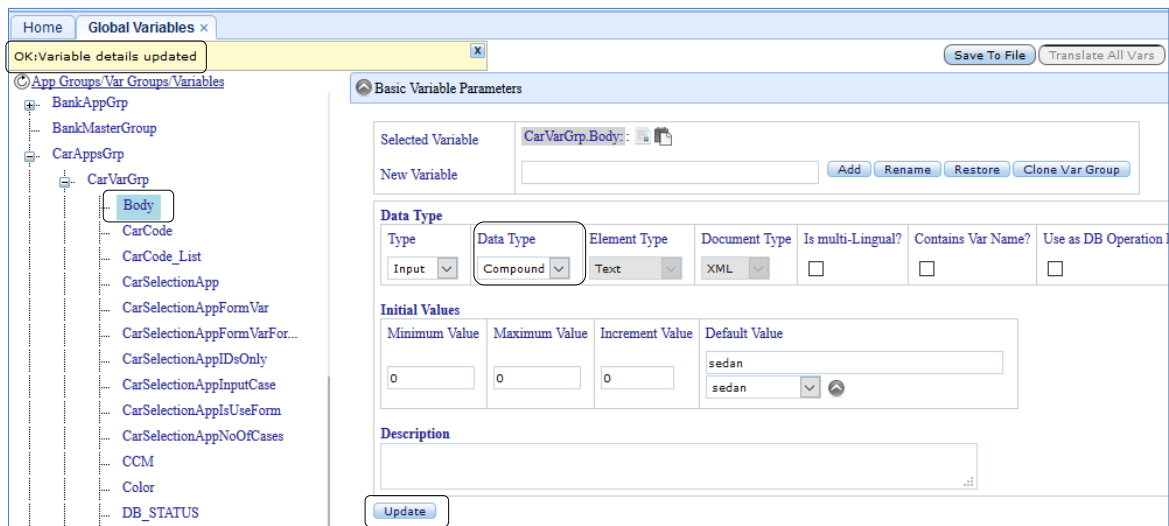 Home Global Variables ×
OK:Variable details updated x
Save To File Translate All Vars
App Groups/Var Groups/Variables
BankAppGrp
BankMasterGroup
CarAppsGrp
CarVarGrp
Body
CarCode
CarCode_List
CarSelectionApp
CarSelectionAppFormVar
CarSelectionAppFormVarFor...
CarSelectionAppIDsOnly
CarSelectionAppInputCase
CarSelectionAppIsUseForm
CarSelectionAppNoOfCases
CCM
Color
DB_STATUS
Basic Variable Parameters
Selected Variable CarVarGrp.Body: :
New Variable Add Rename Restore Clone Var Group
Data Type
Type Data Type Element Type Document Type Is multi-Lingual? Contains Var Name? Use as DB Operation
Input Compound Text XML
Initial Values
Minimum Value Maximum Value Increment Value Default Value
sedan
0 0 0
sedan
Description
Update